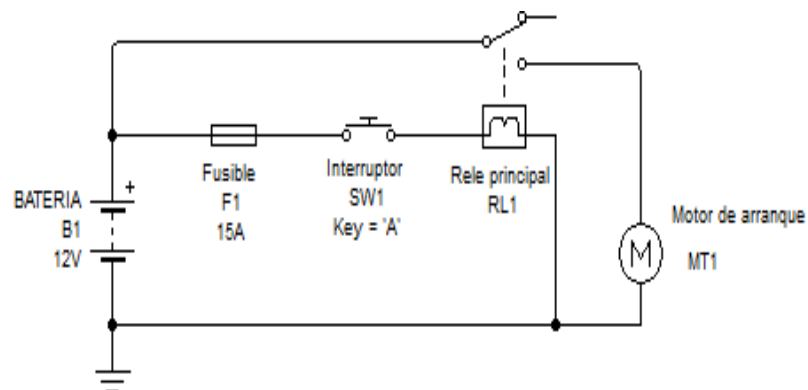 Fusible
F1
15A
Interruptor
SW1
Key = 'A'
Rele principal
RL1
BATERIA
B1
12V
+
Motor de arranque
MT1
M